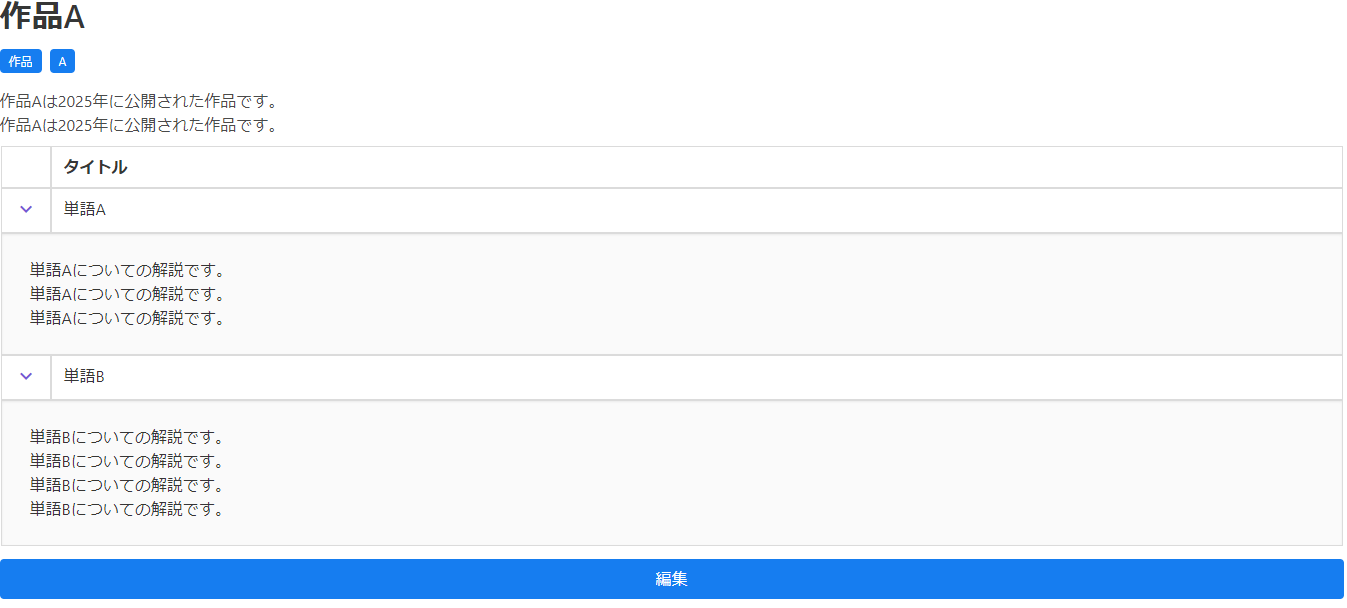 作品A
作品 A
作品Aは2025年に公開された作品です。
作品Aは2025年に公開された作品です。
タイトル
単語A
単語Aについての解説です。
単語Aについての解説です。
単語Aについての解説です。
単語B
単語Bについての解説です。
単語Bについての解説です。
単語Bについての解説です。
単語Bについての解説です。
編集